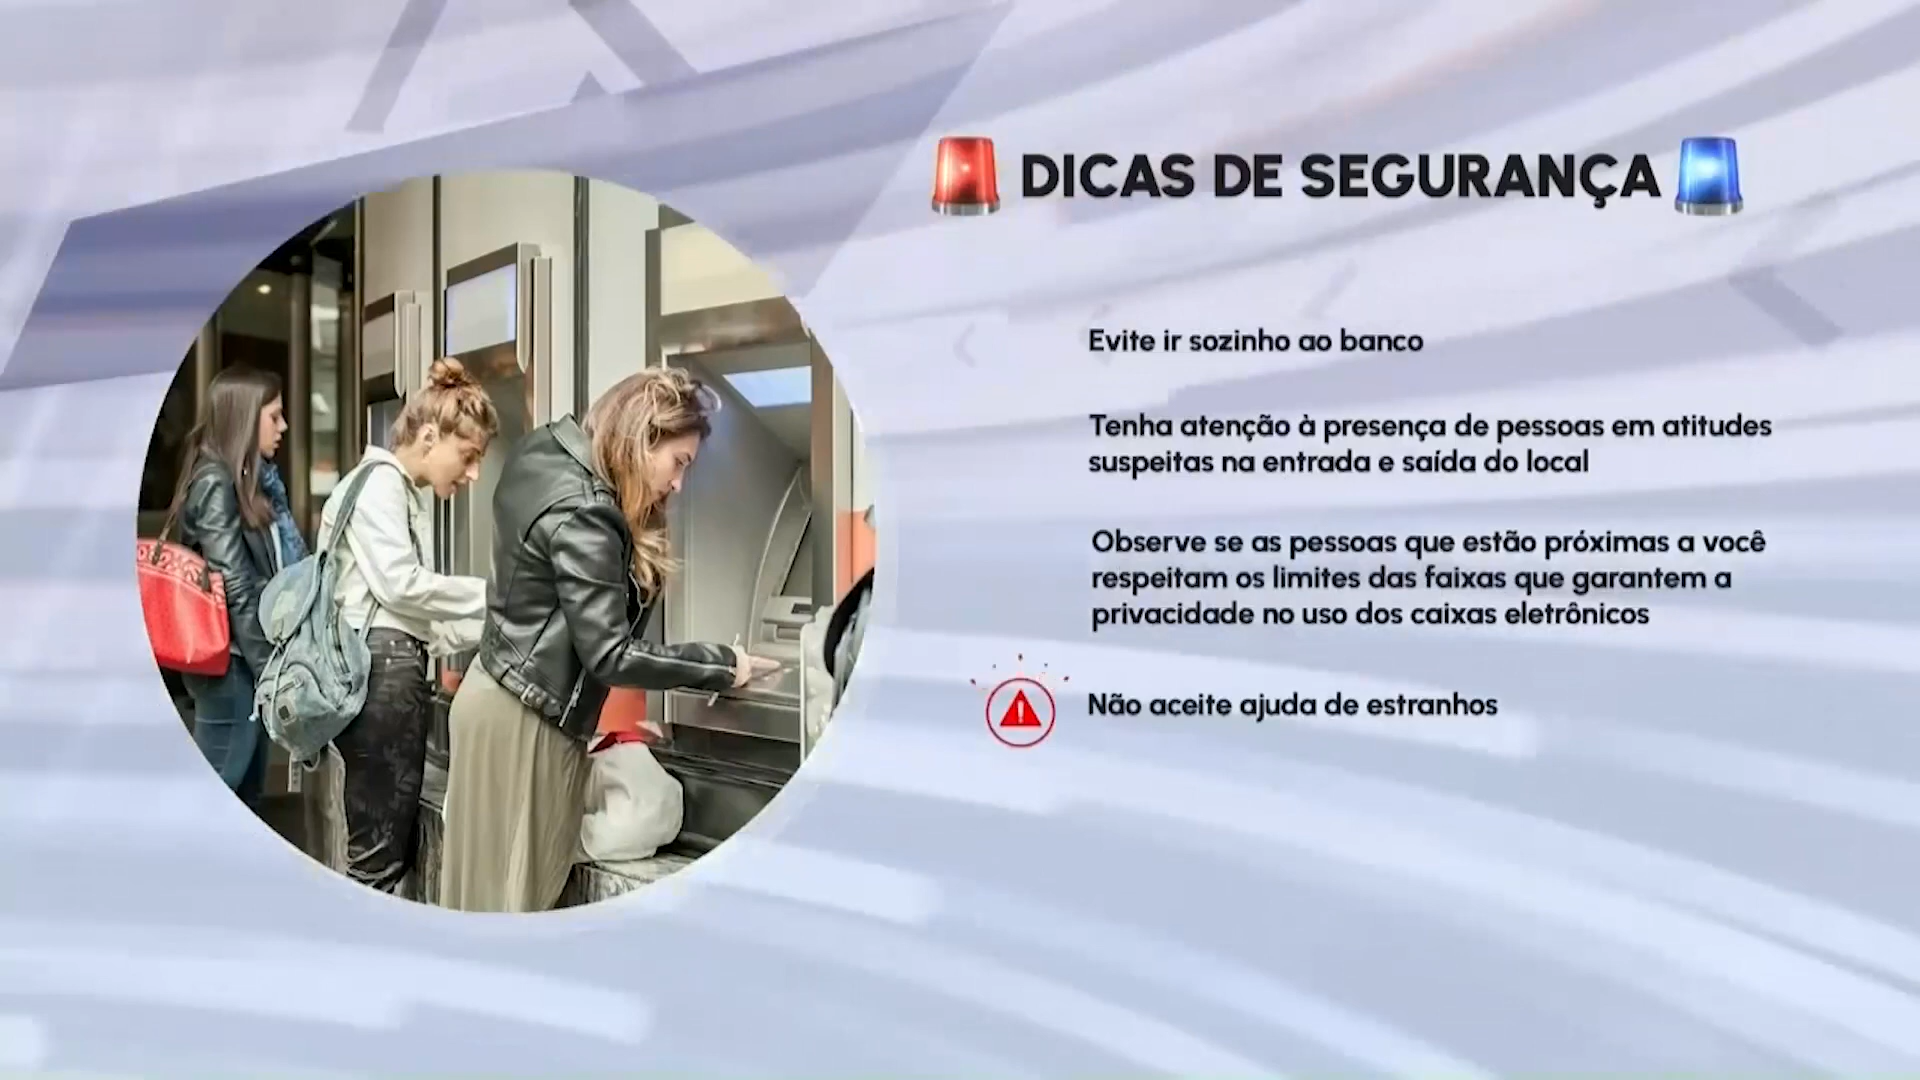 DICAS DE SEGURANÇA
Evite ir sozinho ao banco
Tenha atenção à presença de pessoas em atitudes
suspeitas na entrada e saída do local
Observe se as pessoas que estão próximas a você
respeitam os limites das faixas que garantem a
privacidade no uso dos caixas eletrônicos
Não aceite ajuda de estranhos